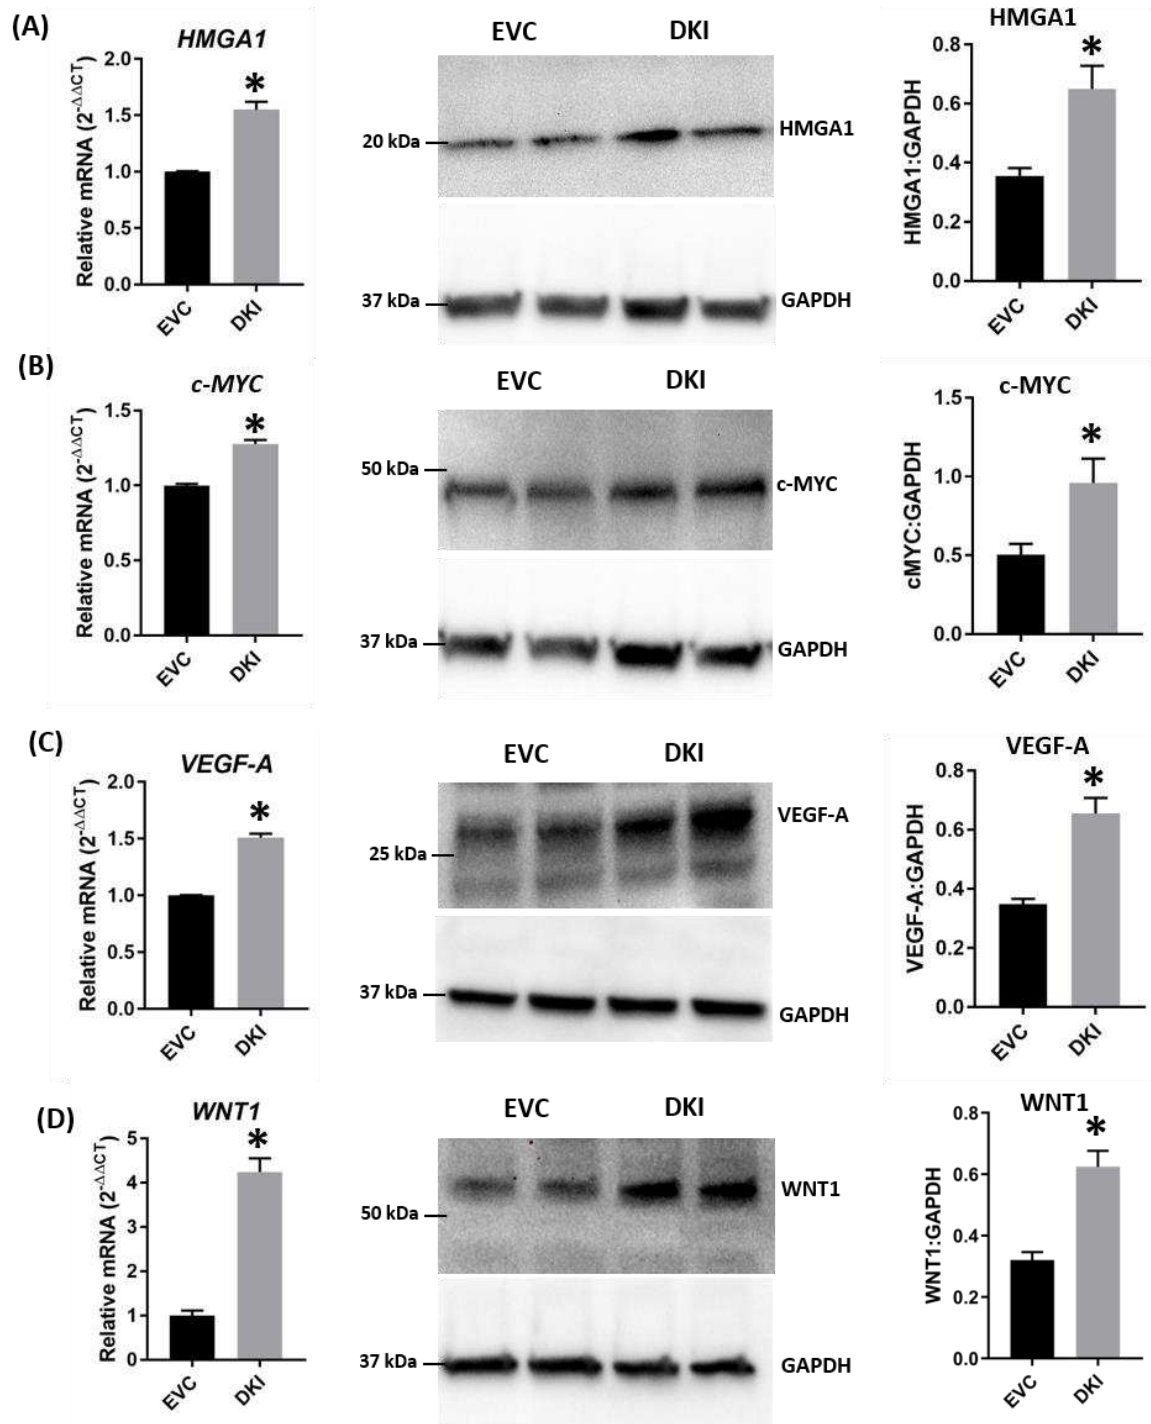 (A)
HMGA1
Relative mRNA (2^-ΔΔCT)
2.0
1.5
1.0
0.5
0.0
*
EVC
DKI
EVC DKI
20 kDa
HMGA1
37 kDa
GAPDH
HMGA1
HMGA1:GAPDH
0.8
0.6
0.4
0.2
0.0
*
EVC
DKI
(B)
c-MYC
Relative mRNA (2^-ΔΔCT)
1.5
1.0
0.5
0.0
*
EVC
DKI
EVC DKI
50 kDa
c-MYC
37 kDa
GAPDH
c-MYC
cMYC:GAPDH
1.5
1.0
0.5
0.0
*
EVC
DKI
(C)
VEGF-A
Relative mRNA (2^-ΔΔCT)
2.0
1.5
1.0
0.5
0.0
*
EVC
DKI
EVC DKI
VEGF-A
25 kDa
37 kDa
GAPDH
VEGF-A
VEGF-A:GAPDH
0.8
0.6
0.4
0.2
0.0
*
EVC
DKI
(D)
WNT1
Relative mRNA (2^-ΔΔCT)
5
4
3
2
1
0
*
EVC
DKI
EVC DKI
WNT1
50 kDa
37 kDa
GAPDH
WNT1
WNT1:GAPDH
0.8
0.6
0.4
0.2
0.0
*
EVC
DKI